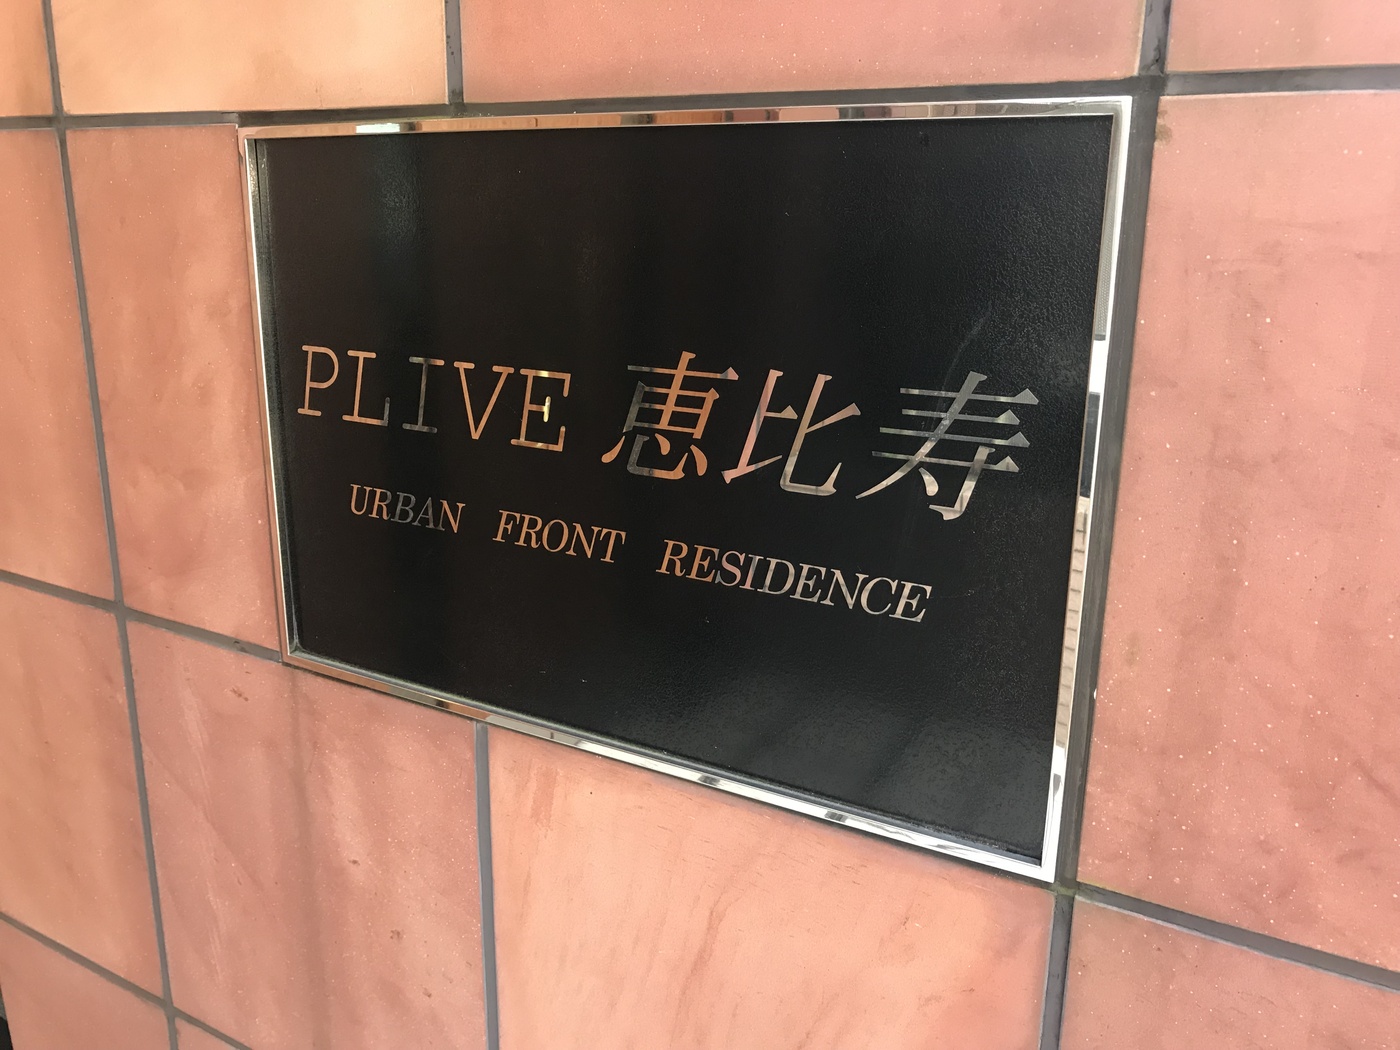 PLIVE 恵比寿
URBAN FRONT RESIDENCE